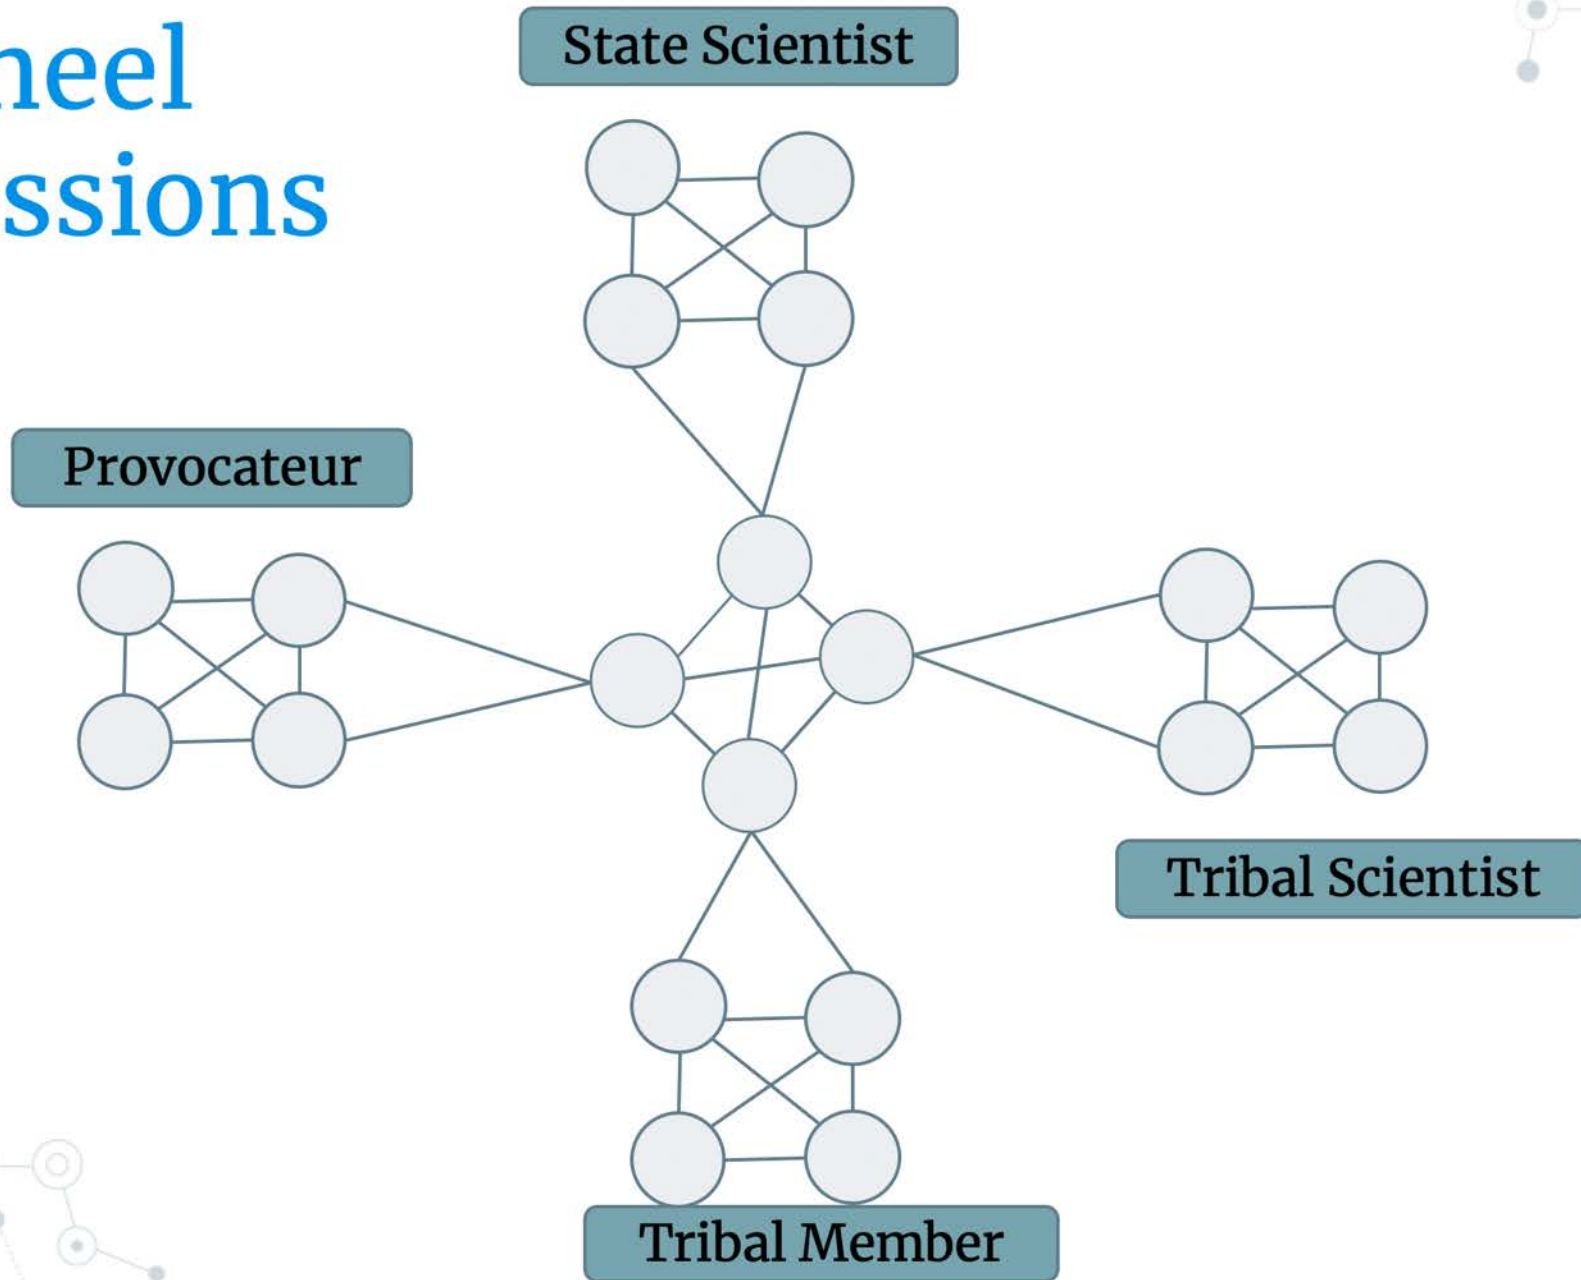 heel
ssions
State Scientist
Provocateur
Tribal Scientist
Tribal Member